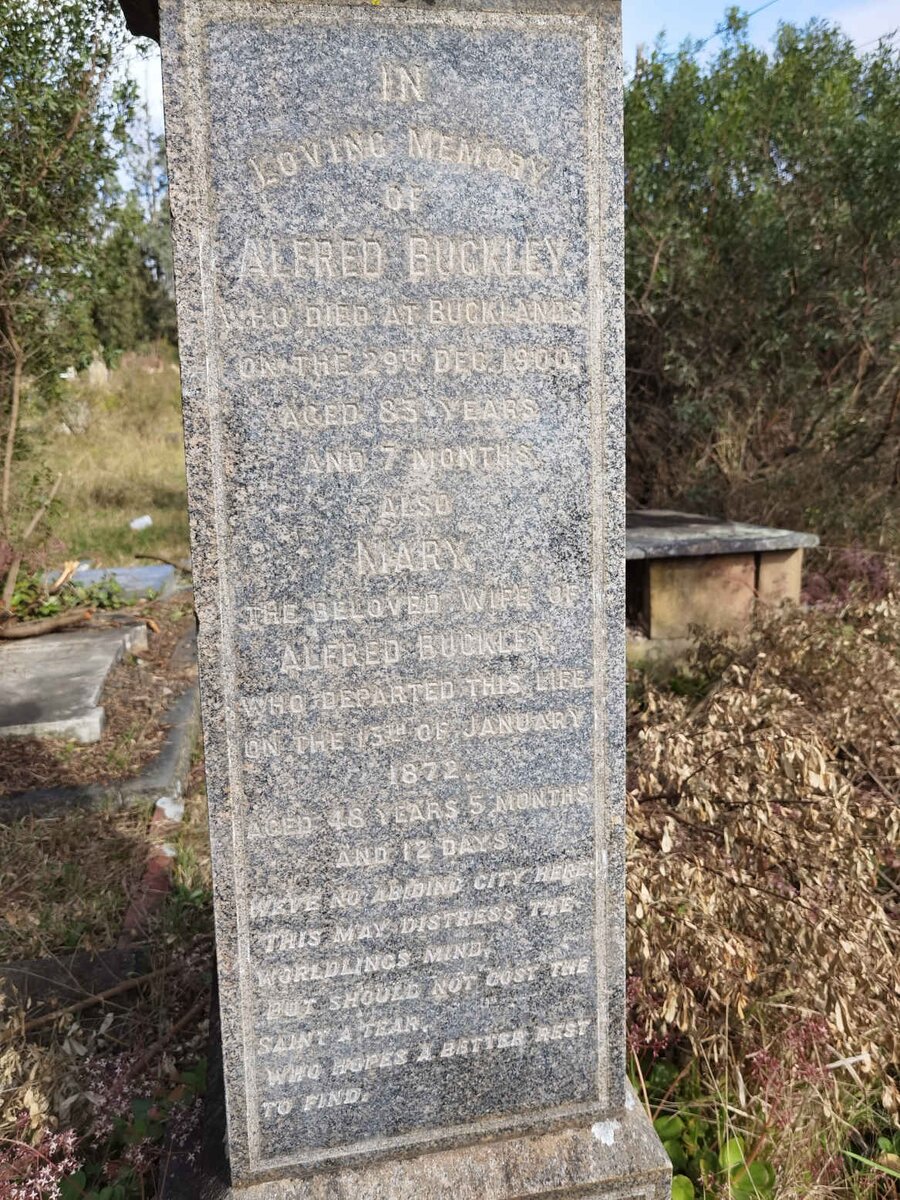 IN
LOVING MEMORY
OF
ALFRED BUCKLEY.
WHO DIED AT BUCKLANDS
ON THE 29TH DEC. 1900.
AGED 83 YEARS
AND 7 MONTHS.
ALSO
MARY.
THE BELOVED WIFE OF
ALFRED BUCKLEY.
WHO DEPARTED THIS LIFE
ON THE 13RD OF JANUARY
1872.
AGED 48 YEARS 5 MONTHS
AND 12 DAYS
WE'VE NO ABIDING CITY HERE
THIS MAY DISTRESS THE
WORLDLINGS MIND;
BUT SHOULD NOT COST THE
SAINT A TEAR.
WHO HOPES A BETTER REST
TO FIND.